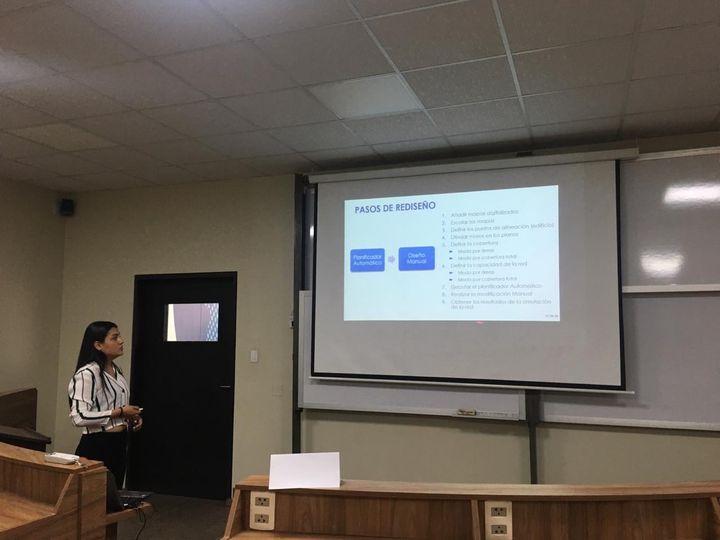 PASOS DE REDISEÑO
Planificador
Automático
Diseño
Manual
1. Añadir mapas digitalizados
2. Escalar los mapas
3. Definir los puntos de alineación (edificio)
4. Dibujar muros en los planos
5. Definir la cobertura
Modo por áreas
Modo por cobertura total
6. Definir la capacidad de la red
Modo por áreas
Modo por cobertura total
7. Ejecutar el planificador Automático
8. Realizar la modificación Manual
9. Obtener los resultados de la simulación
de la red